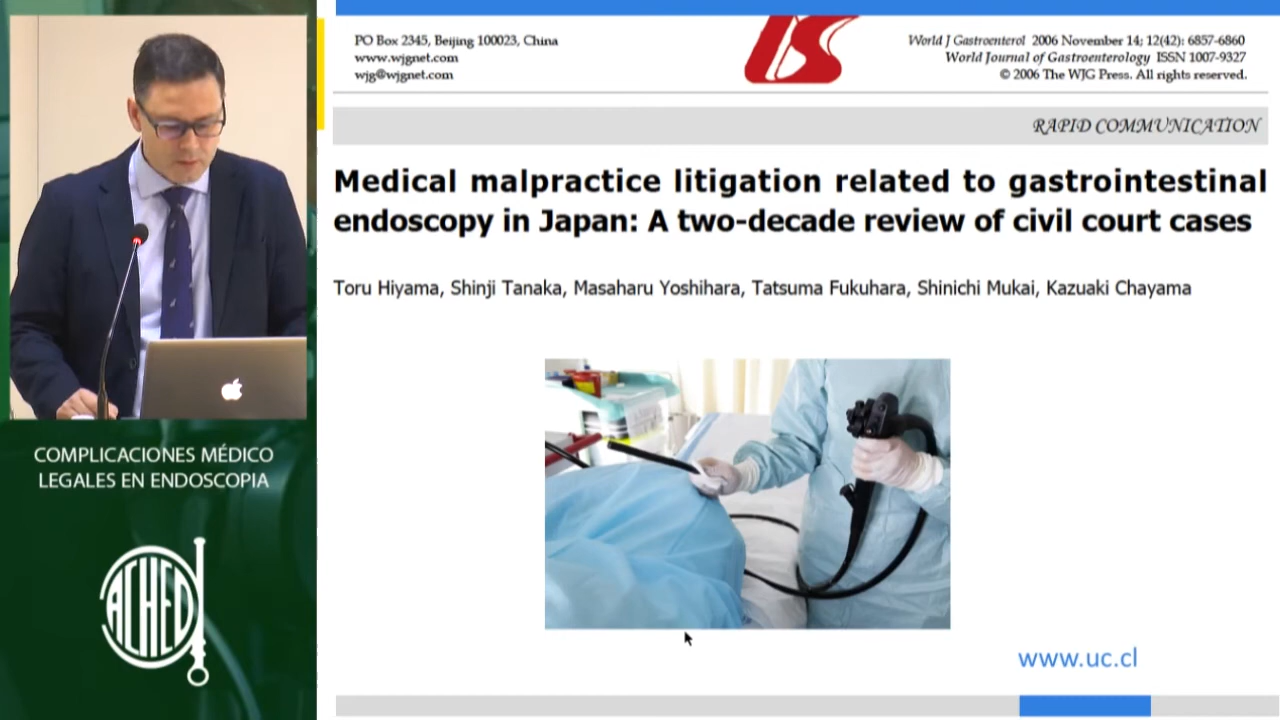 PO Box 2345, Beijing 100023, China
www.wjgnet.com
wjg@wjgnet.com
World J Gastroenterol 2006 November 14; 12(42): 6857-6860
World Journal of Gastroenterology ISSN 1007-9327
© 2006 The WJG Press. All rights reserved.
RAPID COMMUNICATION
Medical malpractice litigation related to gastrointestinal
endoscopy in Japan: A two-decade review of civil court cases
Toru Hiyama, Shinji Tanaka, Masaharu Yoshihara, Tatsuma Fukuhara, Shinichi Mukai, Kazuaki Chayama
COMPLICACIONES MÉDICO
LEGALES EN ENDOSCOPIA
ACHED
www.uc.cl